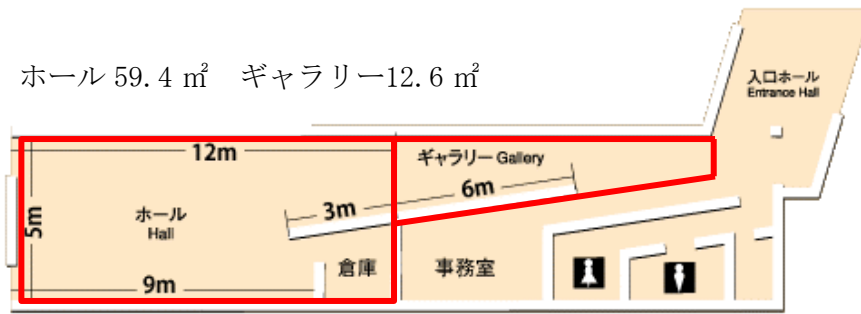 ホール 59.4 ㎡　ギャラリー12.6 ㎡
入口ホール
Entrance Hall
12m
ギャラリー Gallery
6m
3m
5m
ホール
Hall
倉庫
事務室
9m